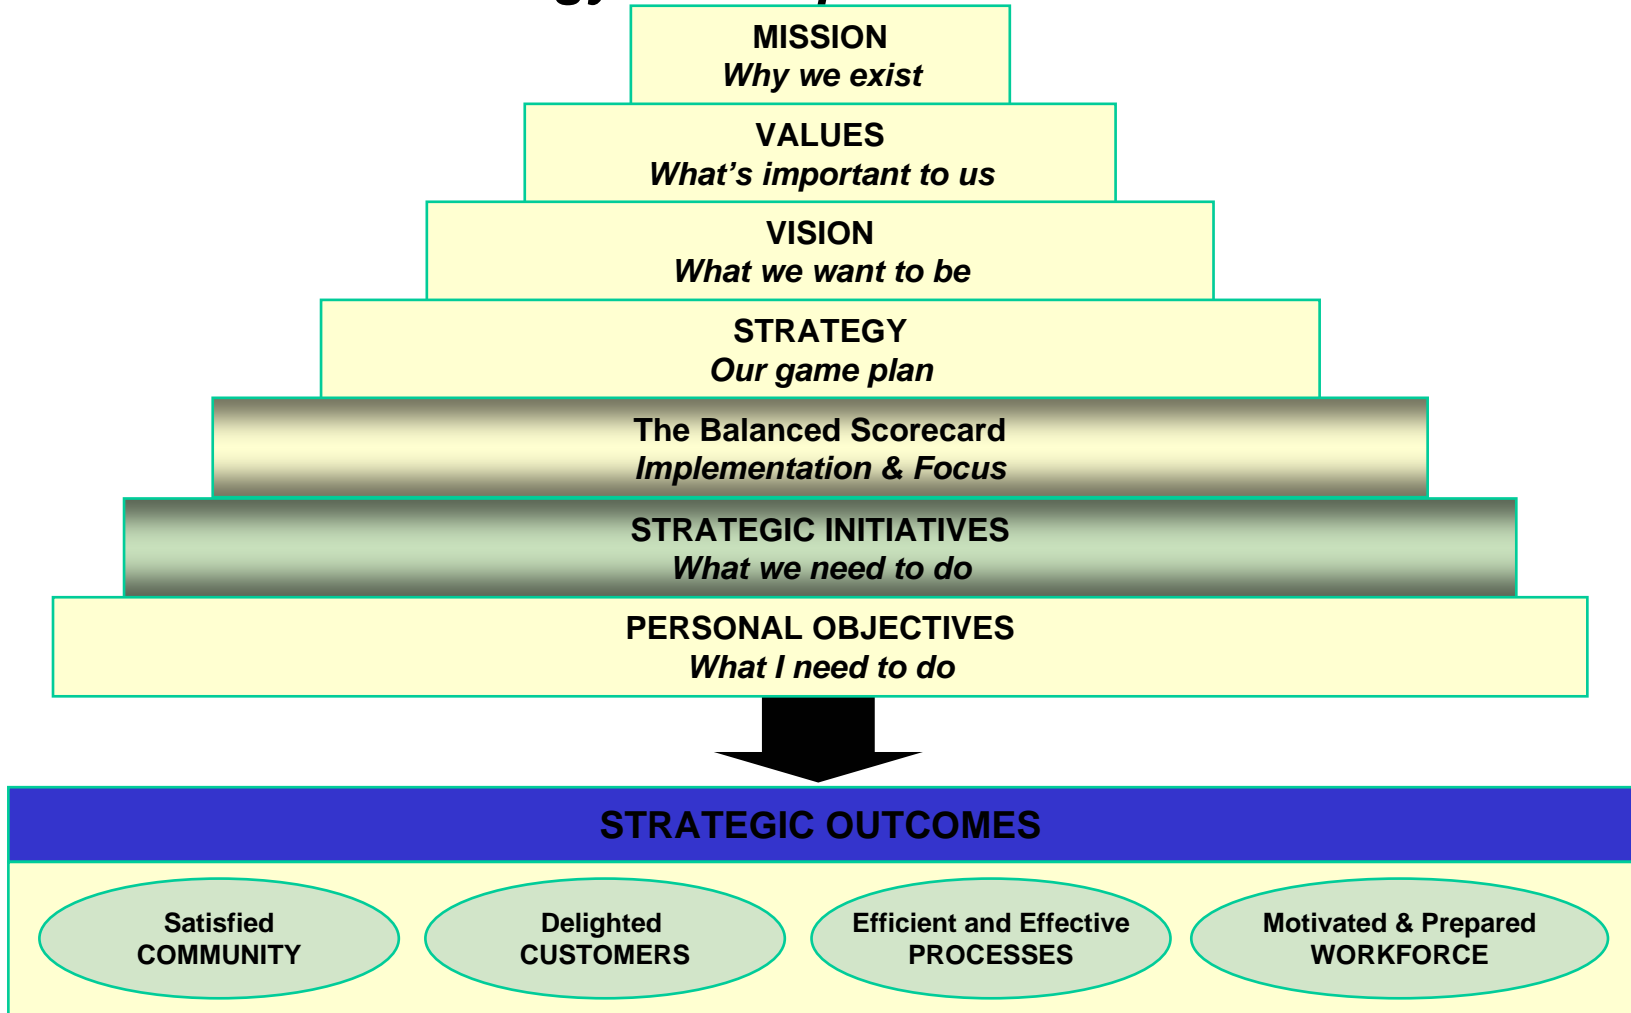 MISSION
Why we exist
VALUES
What’s important to us
VISION
What we want to be
STRATEGY
Our game plan
The Balanced Scorecard
Implementation & Focus
STRATEGIC INITIATIVES
What we need to do
PERSONAL OBJECTIVES
What I need to do
STRATEGIC OUTCOMES
Satisfied
COMMUNITY
Delighted
CUSTOMERS
Efficient and Effective
PROCESSES
Motivated & Prepared
WORKFORCE